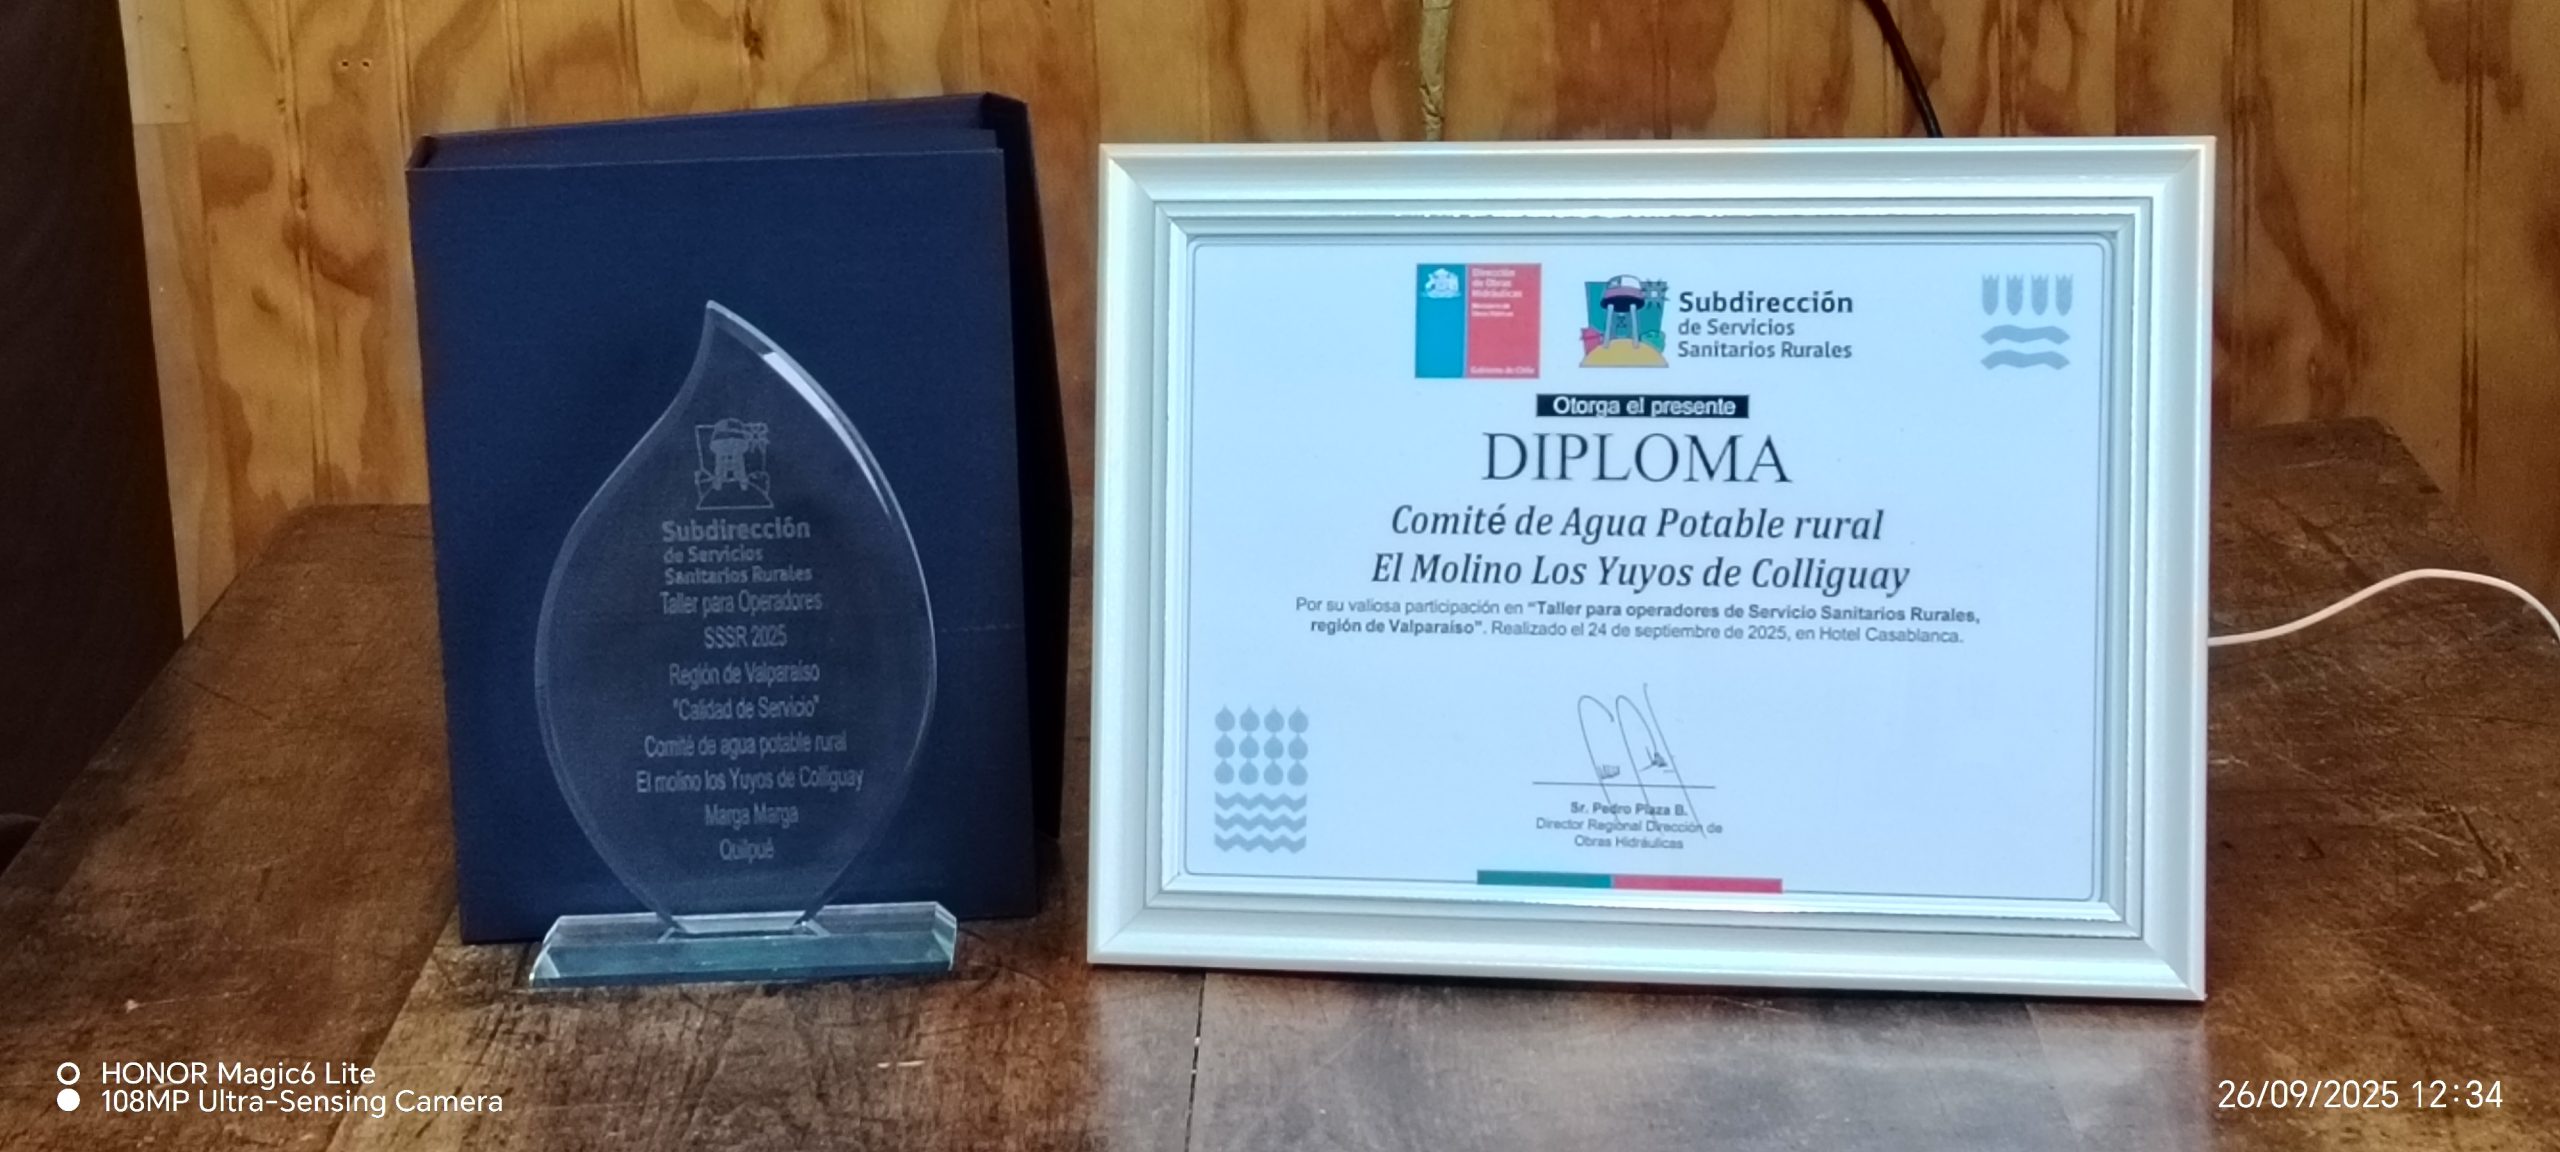 Subdirección
de Servicios
Sanitarios Rurales
Taller para Operadores
SSSR 2025
Región de Valparaíso
"Calidad de Servicio"
Comité de agua potable rural
El molino los Yuyos de Colliguay
Marga Marga
Quilpué
Dirección
de Obras
Hidráulicas
Gobierno de Chile
Subdirección
de Servicios
Sanitarios Rurales
Otorga el presente
DIPLOMA
Comité de Agua Potable rural
El Molino Los Yuyos de Colliguay
Por su valiosa participación en "Taller para operadores de Servicio Sanitarios Rurales,
región de Valparaíso". Realizado el 24 de septiembre de 2025, en Hotel Casablanca.
Sr. Pedro Plaza B.
Director Regional Dirección de
Obras Hidráulicas
HONOR Magic6 Lite
108MP Ultra-Sensing Camera
26/09/2025 12:34